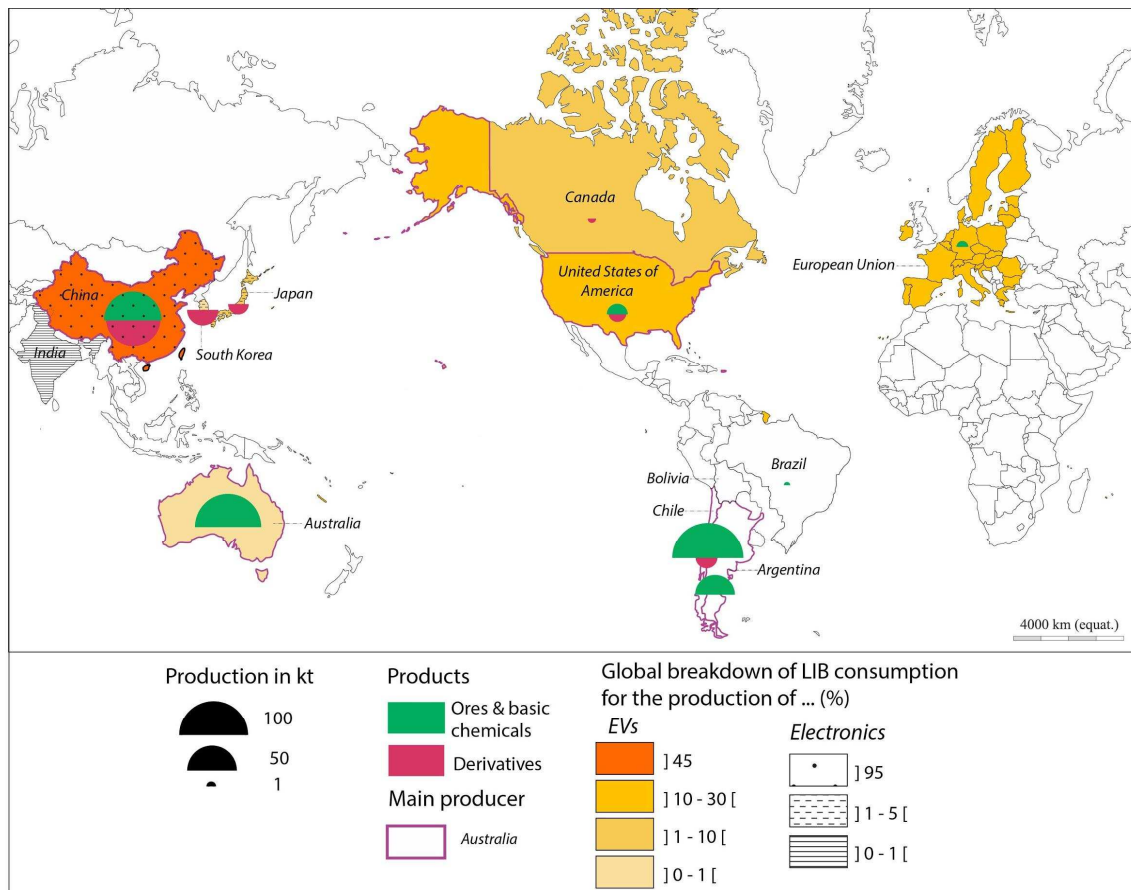 Canada
United States of
America
European Union
China
Japan
India
South Korea
Brazil
Bolivia
Chile
Australia
Argentina
4000 km (equat.)
Production in kt
100
50
1
Products
Ores & basic
chemicals
Derivatives
Main producer
Australia
Global breakdown of LIB consumption
for the production of ... (%)
EVs
] 45
] 10 - 30 [
] 1 - 10 [
] 0 - 1 [
Electronics
] 95
] 1 - 5 [
] 0 - 1 [